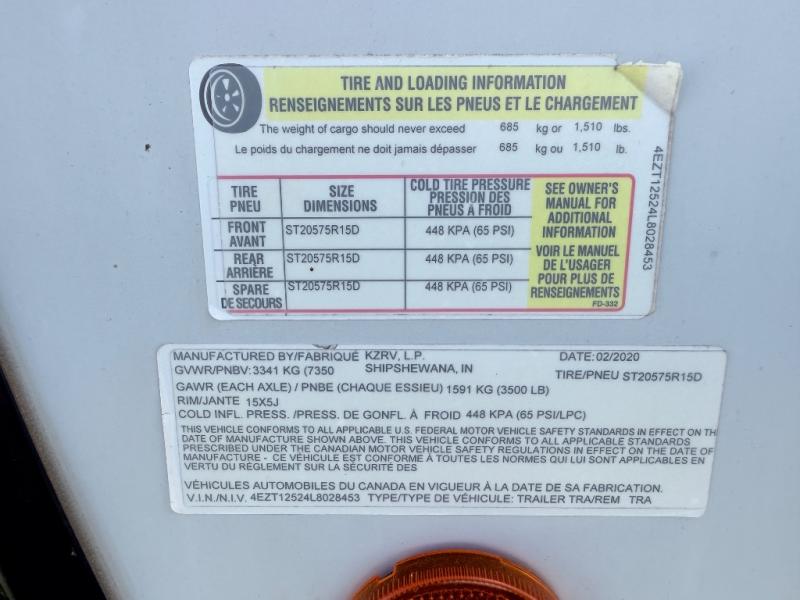 TIRE AND LOADING INFORMATION
RENSEIGNEMENTS SUR LES PNEUS ET LE CHARGEMENT
The weight of cargo should never exceed 685 kg or 1,510 lbs.
Le poids du chargement ne doit jamais dépasser 685 kg ou 1,510 lb.
TIRE PNEU
SIZE DIMENSIONS
COLD TIRE PRESSURE
PRESSION DES
PNEUS À FROID
FRONT AVANT ST20575R15D 448 KPA (65 PSI)
REAR ARRIÈRE ST20575R15D 448 KPA (65 PSI)
SPARE DE SECOURS ST20575R15D 448 KPA (65 PSI)
SEE OWNER'S
MANUAL FOR
ADDITIONAL
INFORMATION
VOIR LE MANUEL
DE L'USAGER
POUR PLUS DE
RENSEIGNEMENTS
FD-332
4EZT12524L8028453
MANUFACTURED BY/FABRIQUÉ KZRV, L.P. DATE: 02/2020
GVWR/PNBV: 3341 KG (7350 SHIPSHEWANA, IN TIRE/PNEU ST20575R15D
GAWR (EACH AXLE) / PNBE (CHAQUE ESSIEU) 1591 KG (3500 LB)
RIM/JANTE 15X5J
COLD INFL. PRESS. /PRESS. DE GONFL. À FROID 448 KPA (65 PSI/LPC)
THIS VEHICLE CONFORMS TO ALL APPLICABLE U.S. FEDERAL MOTOR VEHICLE SAFETY STANDARDS IN EFFECT ON THE
DATE OF MANUFACTURE SHOWN ABOVE. THIS VEHICLE CONFORMS TO ALL APPLICABLE STANDARDS
PRESCRIBED UNDER THE CANADIAN MOTOR VEHICLE SAFETY REGULATIONS IN EFFECT ON THE DATE OF
MANUFACTURE - CE VÉHICULE EST CONFORME À TOUTES LES NORMES QUI LUI SONT APPLICABLES EN
VERTU DU RÈGLEMENT SUR LA SÉCURITÉ DES
VÉHICULES AUTOMOBILES DU CANADA EN VIGUEUR À LA DATE DE SA FABRICATION.
V.I.N./N.I.V. 4EZT12524L8028453 TYPE/TYPE DE VÉHICULE: TRAILER TRA/REM TRA